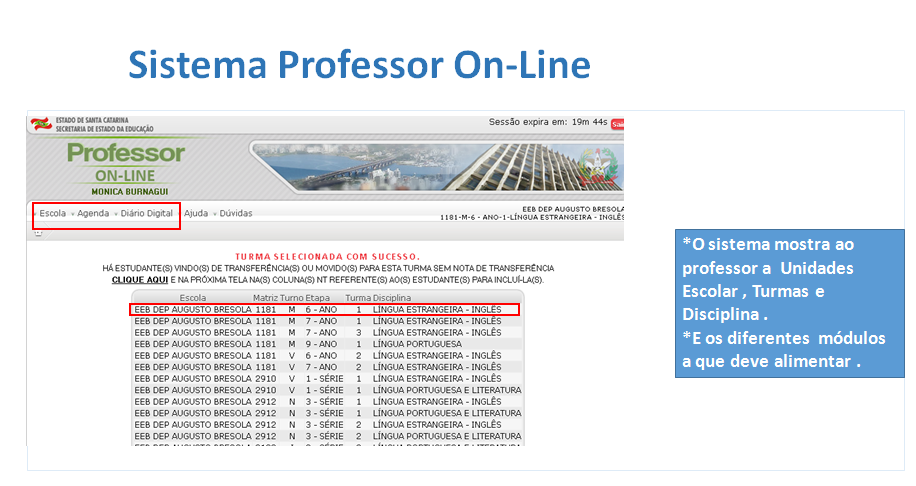 Sistema Professor On-Line
ESTADO DE SANTA CATARINA
SECRETARIA DE ESTADO DA EDUCAÇÃO
Sessão expira em: 19m 44s Sair
Professor
ON-LINE
MONICA BURNAGUI
Escola Agenda Diário Digital Ajuda Dúvidas
EEB DEP AUGUSTO BRESOLA
1181-M-6 - ANO-1-LÍNGUA ESTRANGEIRA - INGLÊS
TURMA SELECIONADA COM SUCESSO.
HÁ ESTUDANTE(S) VINDO(S) DE TRANSFERÊNCIA(S) OU MOVIDO(S) PARA ESTA TURMA SEM NOTA DE TRANSFERÊNCIA
CLIQUE AQUI E NA PRÓXIMA TELA NA(S) COLUNA(S) NT REFERENTE(S) AO(S) ESTUDANTE(S) PARA INCLUÍ-LA(S).
Escola Matriz Turno Etapa Turma Disciplina
EEB DEP AUGUSTO BRESOLA 1181 M 6 - ANO 1 LÍNGUA ESTRANGEIRA - INGLÊS
EEB DEP AUGUSTO BRESOLA 1181 M 7 - ANO 1 LÍNGUA ESTRANGEIRA - INGLÊS
EEB DEP AUGUSTO BRESOLA 1181 M 7 - ANO 3 LÍNGUA ESTRANGEIRA - INGLÊS
EEB DEP AUGUSTO BRESOLA 1181 M 9 - ANO 1 LÍNGUA PORTUGUESA
EEB DEP AUGUSTO BRESOLA 1181 V 6 - ANO 2 LÍNGUA ESTRANGEIRA - INGLÊS
EEB DEP AUGUSTO BRESOLA 1181 V 7 - ANO 2 LÍNGUA ESTRANGEIRA - INGLÊS
EEB DEP AUGUSTO BRESOLA 2910 V 1 - SÉRIE 1 LÍNGUA ESTRANGEIRA - INGLÊS
EEB DEP AUGUSTO BRESOLA 2910 V 1 - SÉRIE 1 LÍNGUA PORTUGUESA E LITERATURA
EEB DEP AUGUSTO BRESOLA 2912 N 3 - SÉRIE 1 LÍNGUA ESTRANGEIRA - INGLÊS
EEB DEP AUGUSTO BRESOLA 2912 N 3 - SÉRIE 1 LÍNGUA PORTUGUESA E LITERATURA
EEB DEP AUGUSTO BRESOLA 2912 N 3 - SÉRIE 2 LÍNGUA ESTRANGEIRA - INGLÊS
EEB DEP AUGUSTO BRESOLA 2912 N 3 - SÉRIE 2 LÍNGUA PORTUGUESA E LITERATURA
*O sistema mostra ao
professor a Unidades
Escolar , Turmas e
Disciplina .
*E os diferentes módulos
a que deve alimentar .